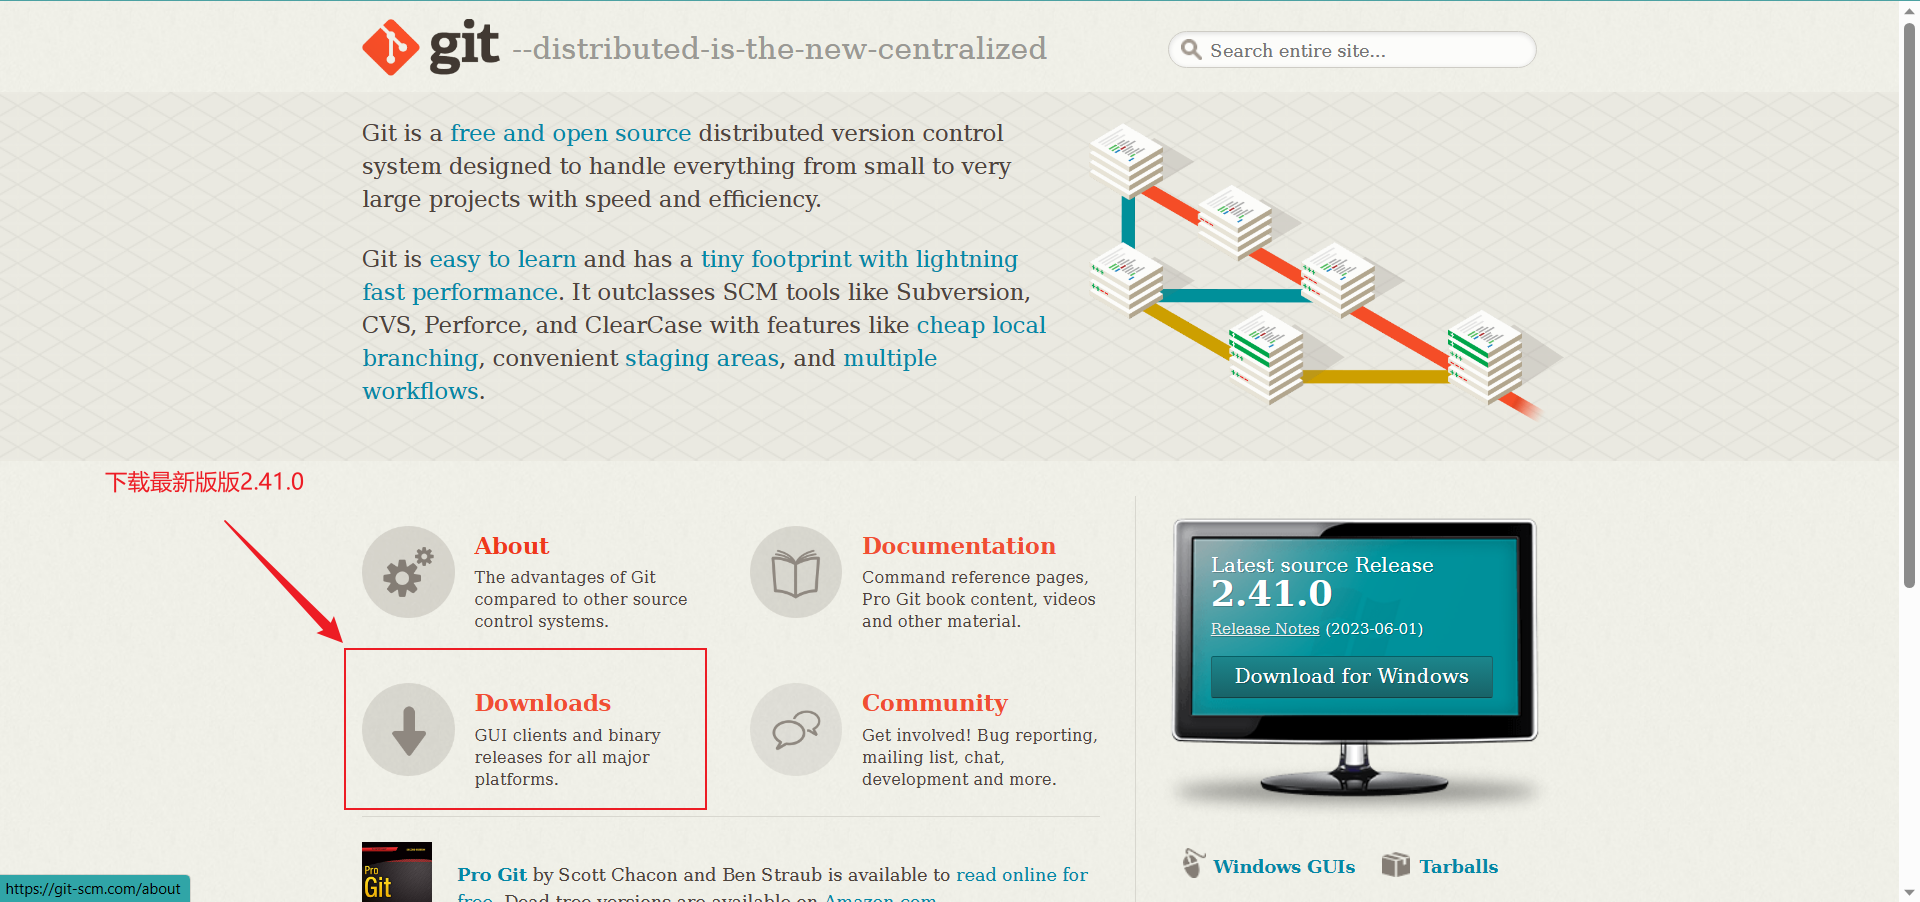 git --distributed-is-the-new-centralized
Search entire site...
Git is a free and open source distributed version control
system designed to handle everything from small to very
large projects with speed and efficiency.
Git is easy to learn and has a tiny footprint with lightning
fast performance. It outclasses SCM tools like Subversion,
CVS, Perforce, and ClearCase with features like cheap local
branching, convenient staging areas, and multiple
workflows.
下载最新版版2.41.0
About
The advantages of Git
compared to other source
control systems.
Documentation
Command reference pages,
Pro Git book content, videos
and other material.
Downloads
GUI clients and binary
releases for all major
platforms.
Community
Get involved! Bug reporting,
mailing list, chat,
development and more.
Latest source Release
2.41.0
Release Notes (2023-06-01)
Download for Windows
Windows GUIs
Tarballs
Pro
Git
Pro Git by Scott Chacon and Ben Straub is available to read online for
free. Dead tree versions are available on Amazon.com.
https://git-scm.com/about